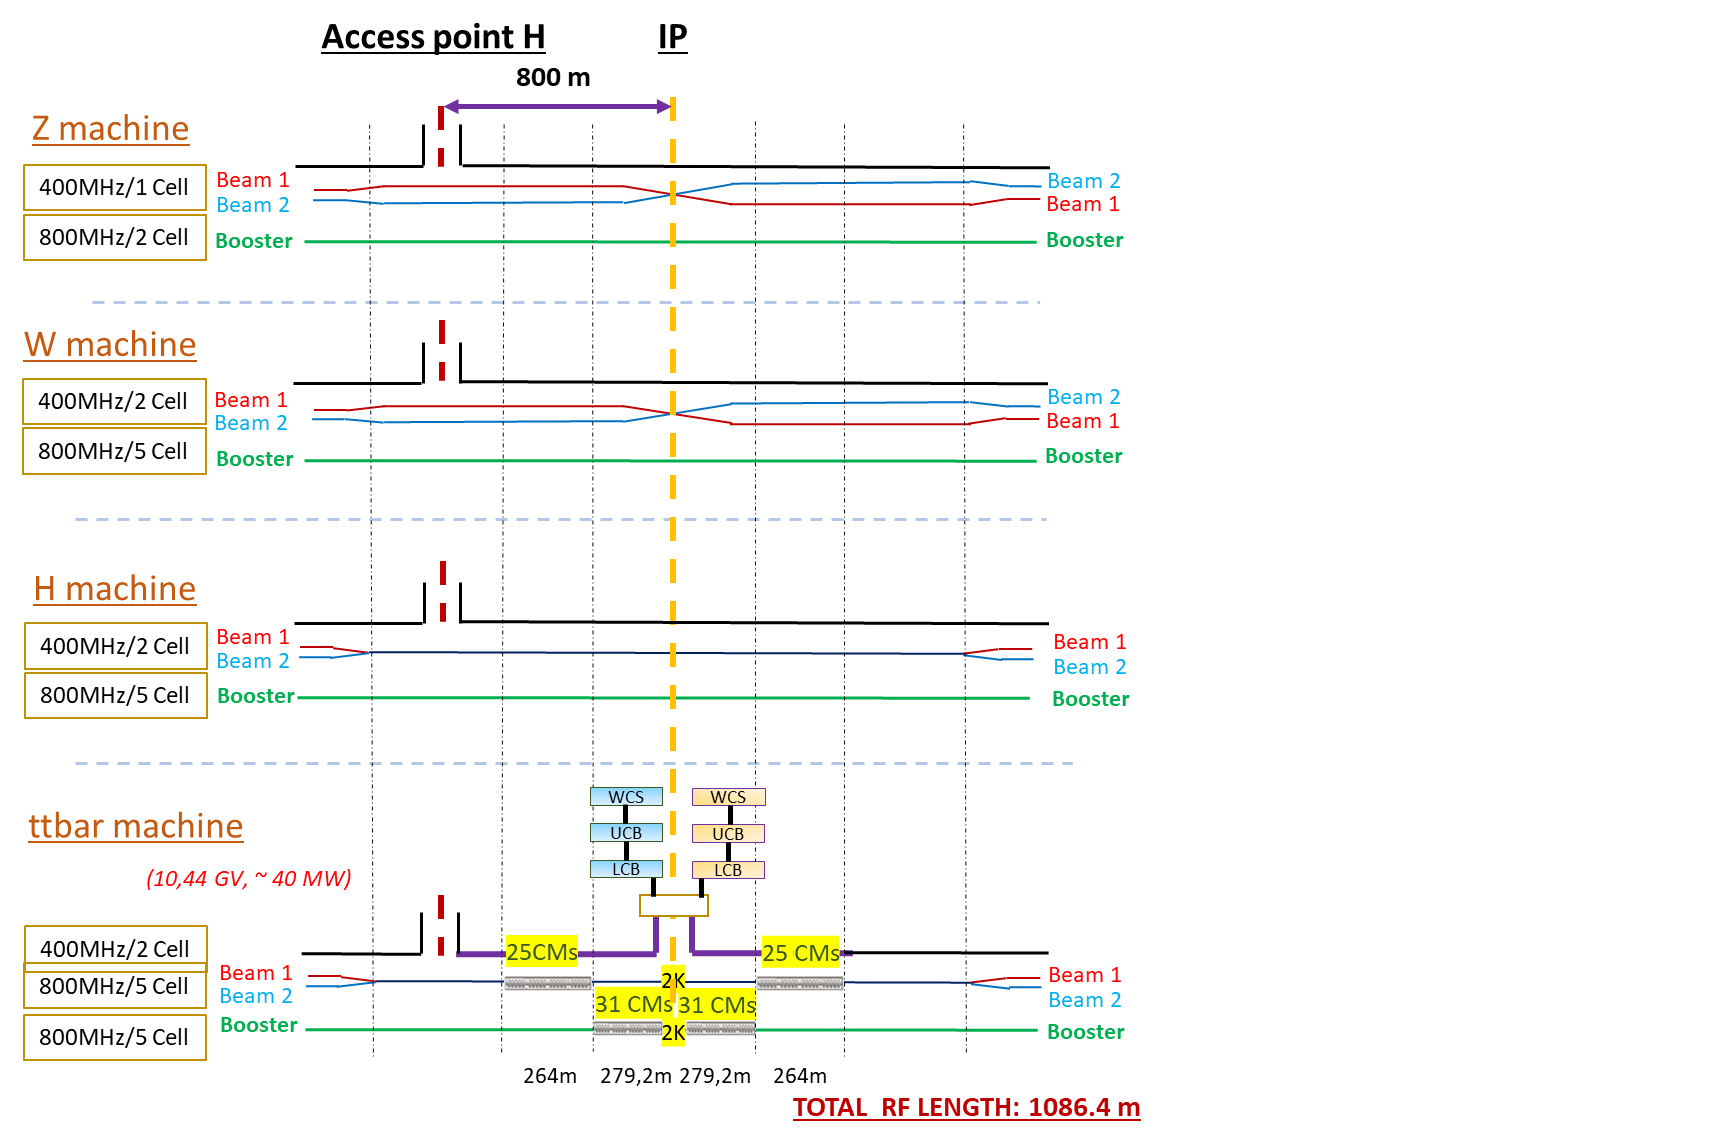 Access point H
IP
800 m
Z machine
400MHz/1 Cell
Beam 1
Beam 2
Beam 2
Beam 1
800MHz/2 Cell
Booster
Booster
W machine
400MHz/2 Cell
Beam 1
Beam 2
Beam 2
Beam 1
800MHz/5 Cell
Booster
Booster
H machine
400MHz/2 Cell
Beam 1
Beam 2
Beam 1
Beam 2
800MHz/5 Cell
Booster
Booster
WCS
WCS
ttbar machine
UCB
UCB
LCB
LCB
(10,44 GV, ~ 40 MW)
400MHz/2 Cell
25CMs
25 CMs
800MHz/5 Cell
Beam 1
Beam 2
2K
Beam 1
Beam 2
31 CMs
31 CMs
800MHz/5 Cell
Booster
2K
Booster
264m
279,2m
279,2m
264m
TOTAL RF LENGTH: 1086.4 m